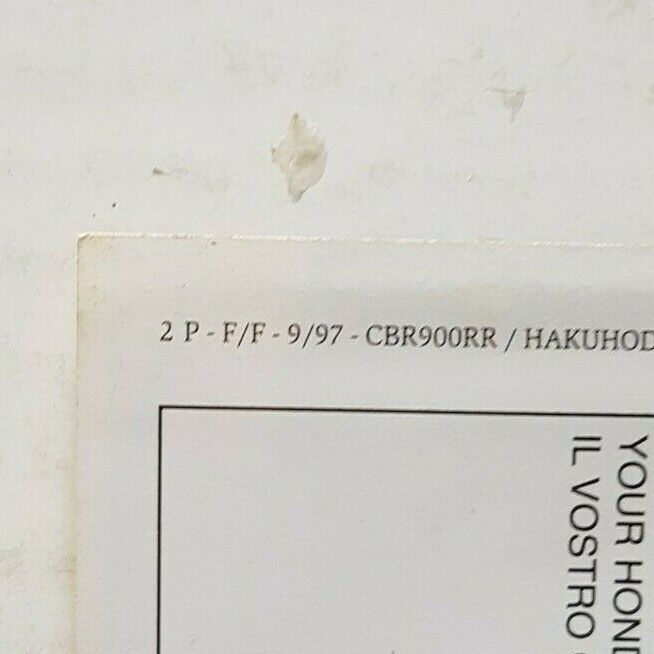 2 P - F/F - 9/97 - CBR900RR / HAKUHOD
YOUR HOND
IL VOSTRO